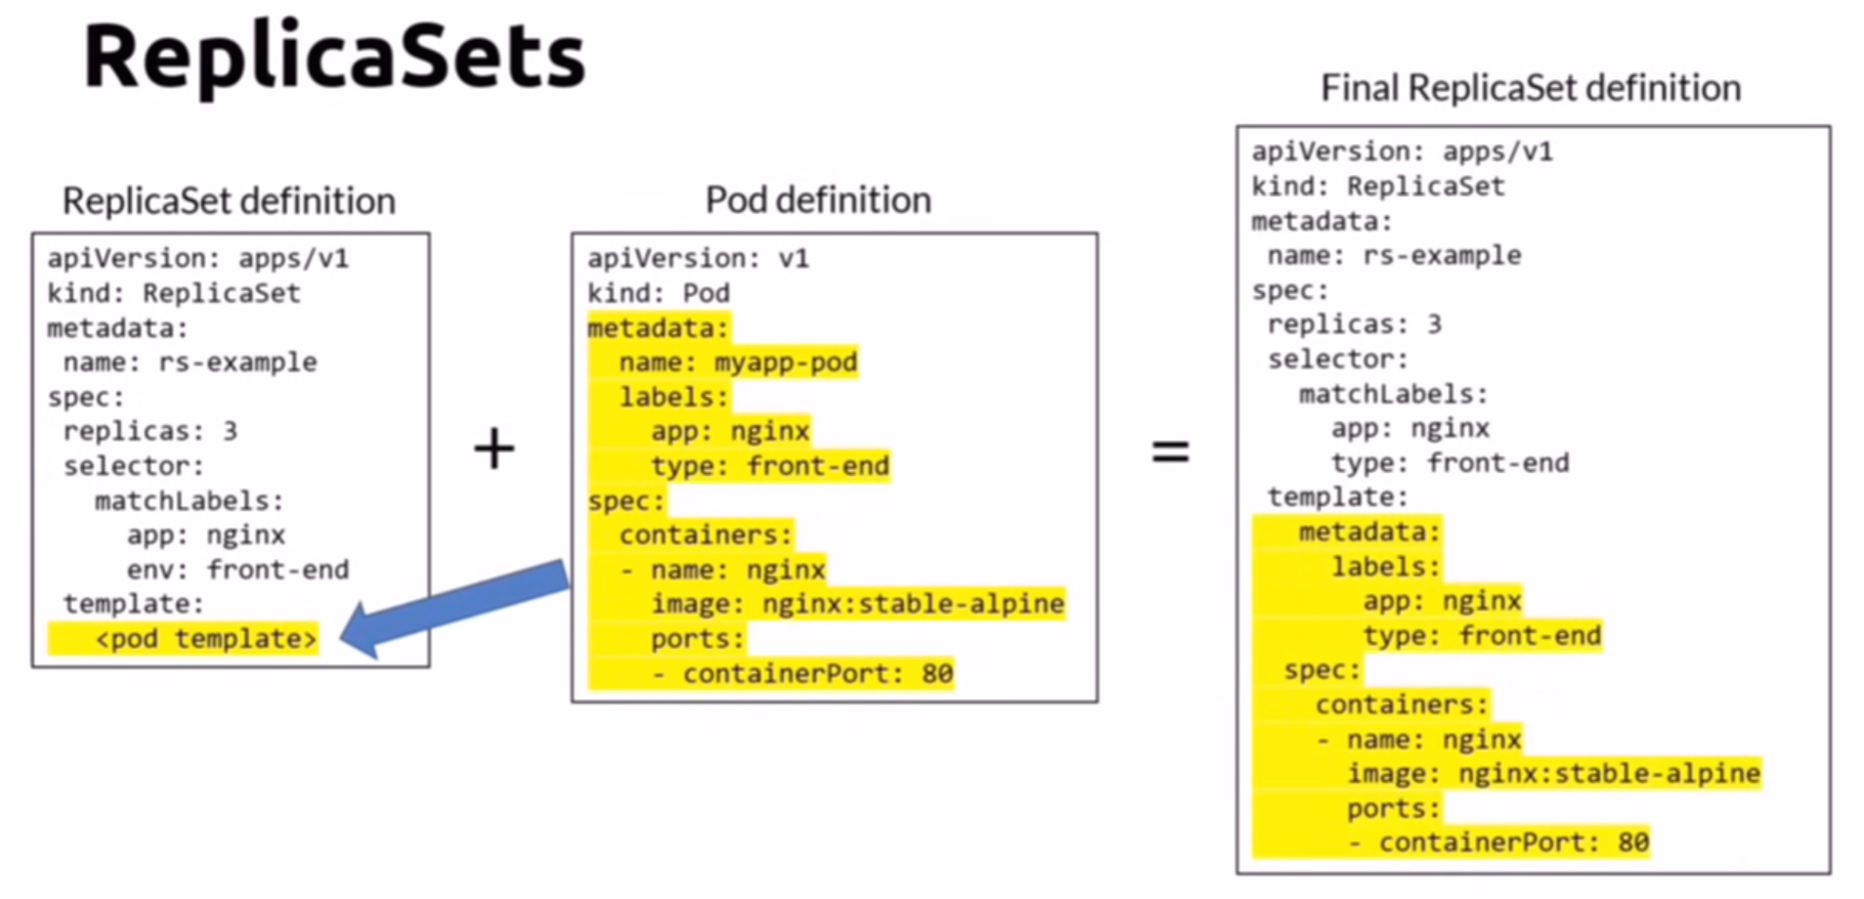 ReplicaSets
ReplicaSet definition
apiVersion: apps/v1
kind: ReplicaSet
metadata:
 name: rs-example
spec:
 replicas: 3
 selector:
   matchLabels:
     app: nginx
     env: front-end
 template:
   <pod template>
+
Pod definition
apiVersion: v1
kind: Pod
metadata:
  name: myapp-pod
  labels:
    app: nginx
    type: front-end
spec:
  containers:
  - name: nginx
    image: nginx:stable-alpine
    ports:
    - containerPort: 80
=
Final ReplicaSet definition
apiVersion: apps/v1
kind: ReplicaSet
metadata:
 name: rs-example
spec:
 replicas: 3
 selector:
   matchLabels:
     app: nginx
     type: front-end
 template:
   metadata:
     labels:
       app: nginx
       type: front-end
  spec:
    containers:
    - name: nginx
      image: nginx:stable-alpine
      ports:
      - containerPort: 80